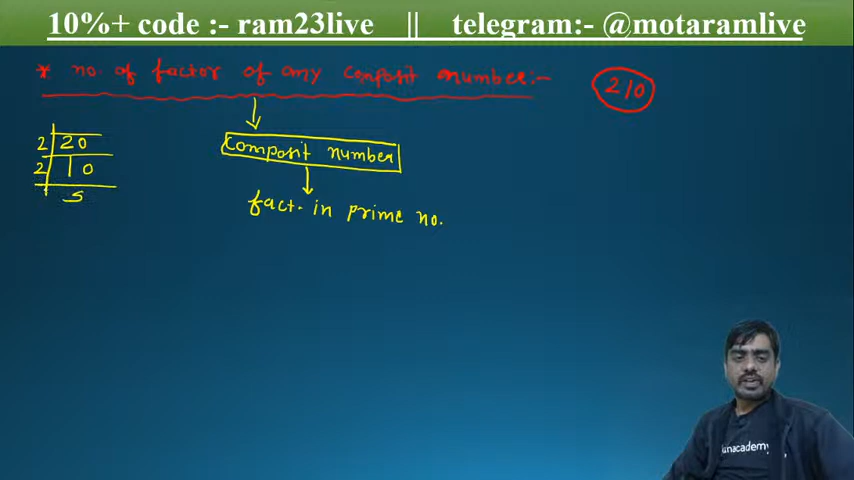 10%+ code :- ram23live || telegram:- @motaramlive
* no. of factor of any composit number:-
210
2 20
2 10
5
Composit number
fact. in prime no.
unacademy